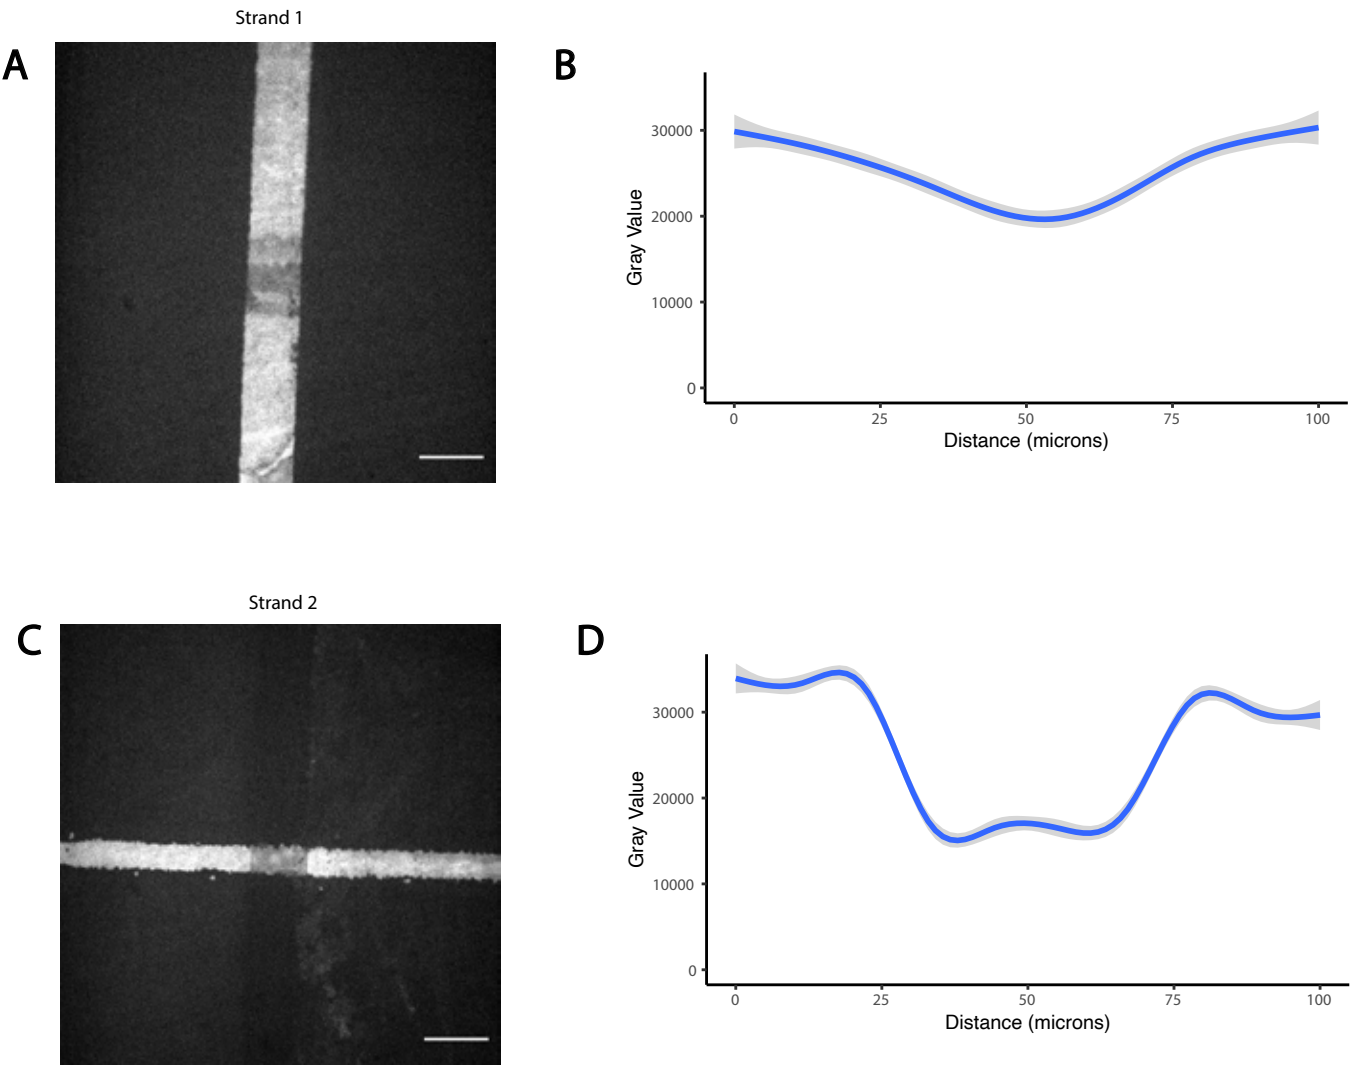 Strand 1
A
B
30000
20000
10000
0
Gray Value
0 25 50 75 100
Distance (microns)
Strand 2
C
D
30000
20000
10000
0
Gray Value
0 25 50 75 100
Distance (microns)